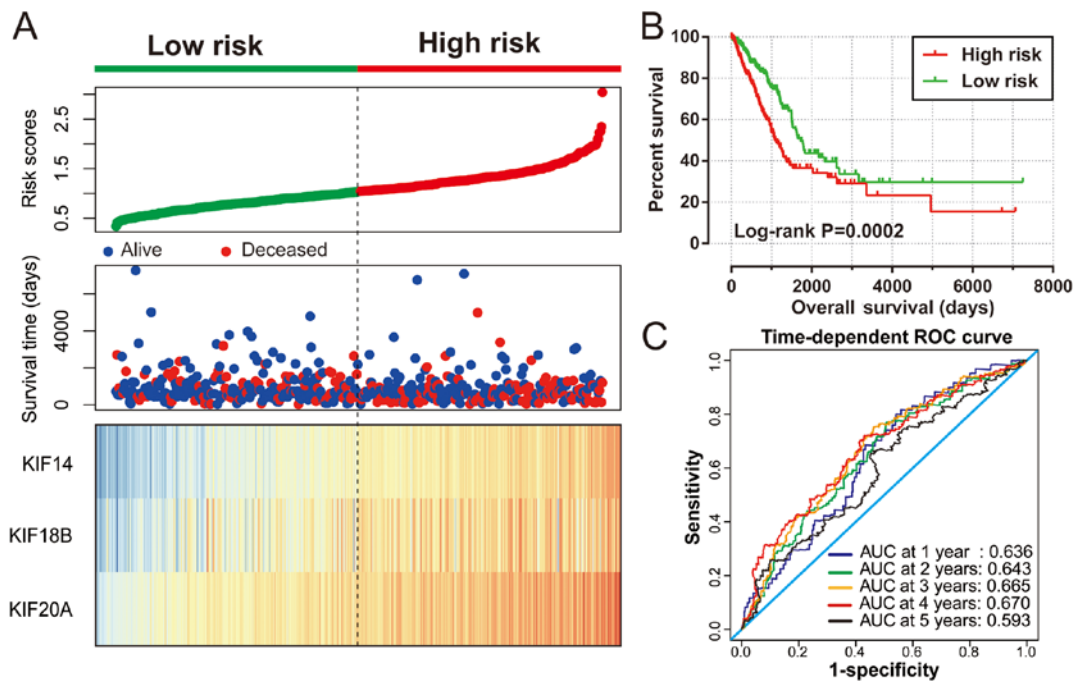 A
Low risk
High risk
Risk scores
2.5
1.5
0.5
Alive
Deceased
Survival time (days)
4000
0
KIF14
KIF18B
KIF20A
B
Percent survival
100
80
60
40
20
0
High risk
Low risk
Log-rank P=0.0002
0 2000 4000 6000 8000
Overall survival (days)
C
Time-dependent ROC curve
Sensitivity
1.0
0.8
0.6
0.4
0.2
0.0
AUC at 1 year : 0.636
AUC at 2 years: 0.643
AUC at 3 years: 0.665
AUC at 4 years: 0.670
AUC at 5 years: 0.593
0.0 0.2 0.4 0.6 0.8 1.0
1-specificity